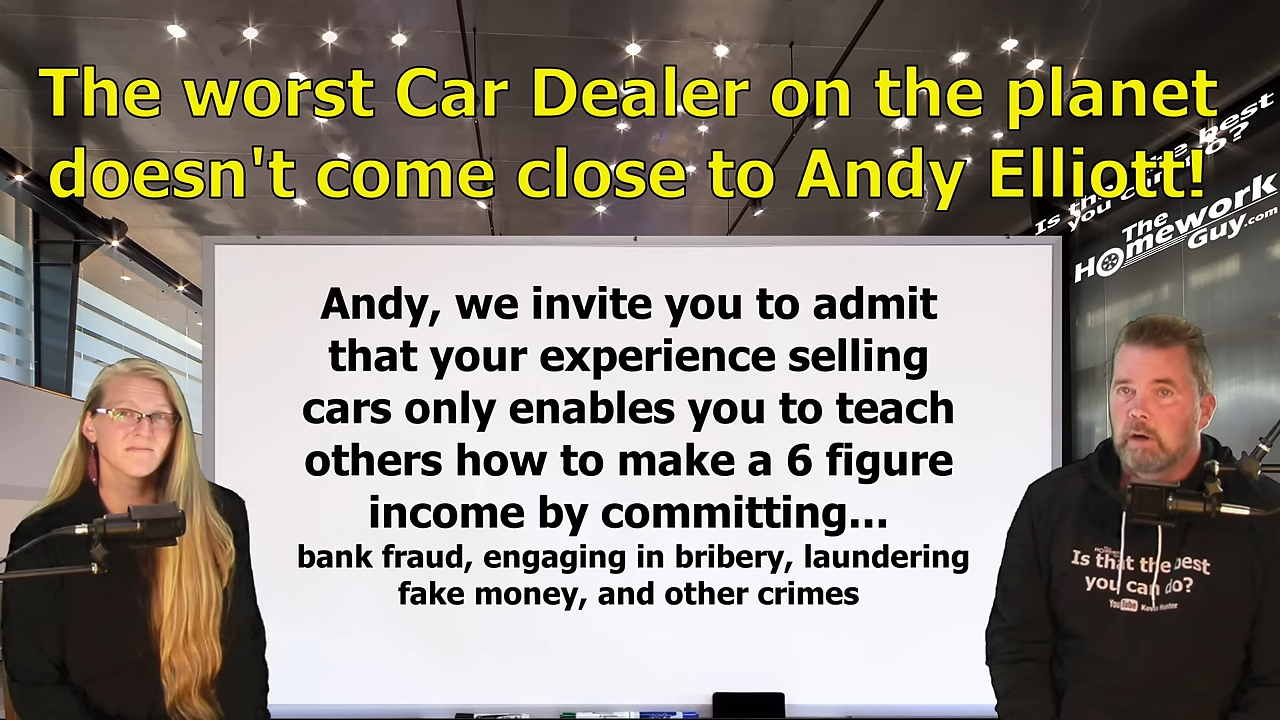 The worst Car Dealer on the planet
doesn't come close to Andy Elliott!
The
Homework
Guy.com
Andy, we invite you to admit
that your experience selling
cars only enables you to teach
others how to make a 6 figure
income by committing...
bank fraud, engaging in bribery, laundering
fake money, and other crimes
Is that the best
you can do?
YouTube Kevin Hunter